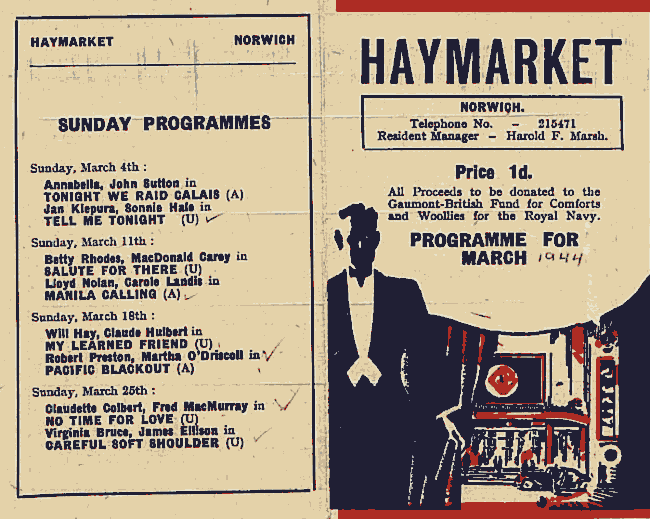 HAYMARKET NORWICH
SUNDAY PROGRAMMES
Sunday, March 4th :
Annabella, John Sutton in
TONIGHT WE RAID CALAIS (A)
Jan Kiepura, Sonnie Hale in
TELL ME TONIGHT (U)
Sunday, March 11th :
Betty Rhodes, MacDonald Carey in
SALUTE FOR THREE (U)
Lloyd Nolan, Carole Landis in
MANILA CALLING (A)
Sunday, March 18th :
Will Hay, Claude Hulbert in
MY LEARNED FRIEND (U)
Robert Preston, Martha O'Driscoll in
PACIFIC BLACKOUT (A)
Sunday, March 25th :
Claudette Colbert, Fred MacMurray in
NO TIME FOR LOVE (U)
Virginia Bruce, James Ellison in
CAREFUL SOFT SHOULDER (U)
HAYMARKET
NORWICH.
Telephone No. – 215471
Resident Manager – Harold F. Marsh.
Price 1d.
All Proceeds to be donated to the
Gaumont-British Fund for Comforts
and Woollies for the Royal Navy.
PROGRAMME FOR
MARCH 1944